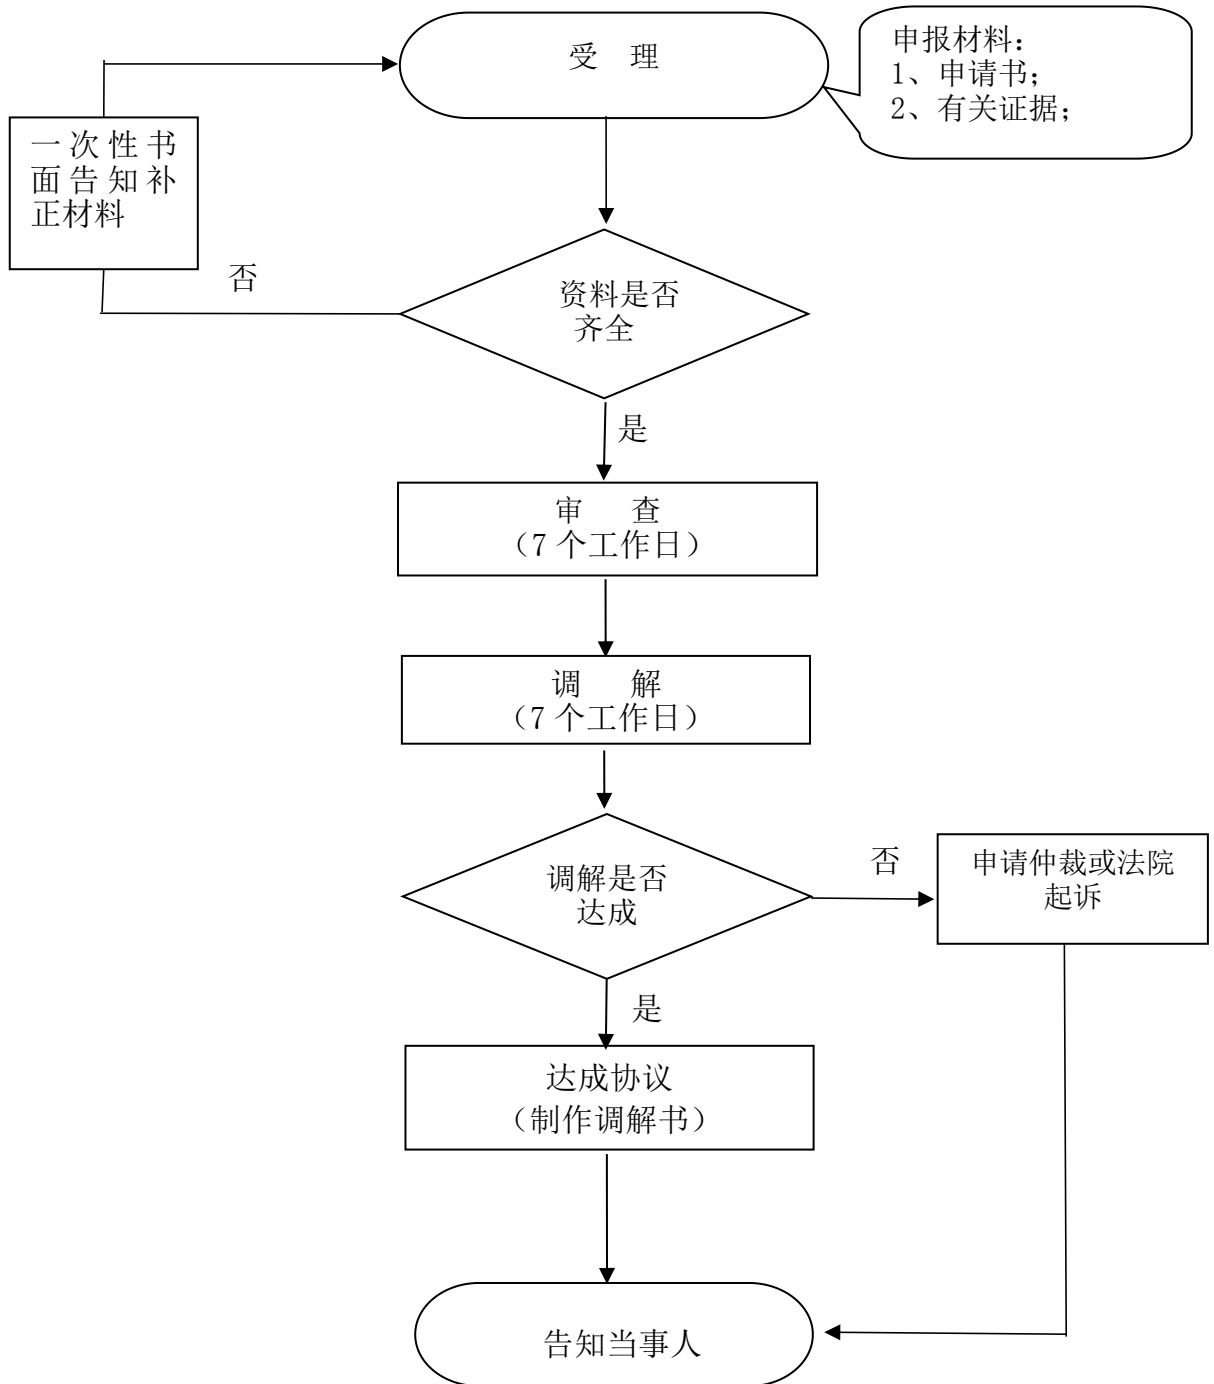 受 理
申报材料：
1、申请书；
2、有关证据；
一次性书
面告知补
正材料
否
资料是否
齐全
是
审 查
（7 个工作日）
调 解
（7 个工作日）
调解是否
达成
否
申请仲裁或法院
起诉
是
达成协议
（制作调解书）
告知当事人